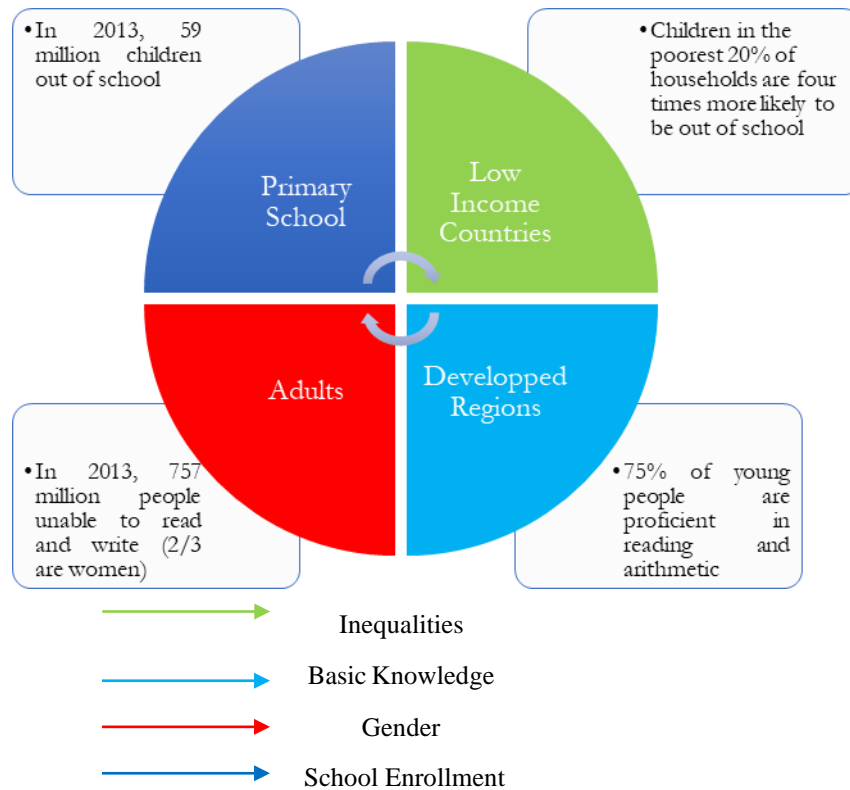 •In 2013, 59
million children
out of school
•Children in the
poorest 20% of
households are four
times more likely to
be out of school
Primary
School
Low
Income
Countries
Adults
Developped
Regions
•In 2013, 757
million people
unable to read
and write (2/3
are women)
•75% of young
people are
proficient in
reading and
arithmetic
Inequalities
Basic Knowledge
Gender
School Enrollment